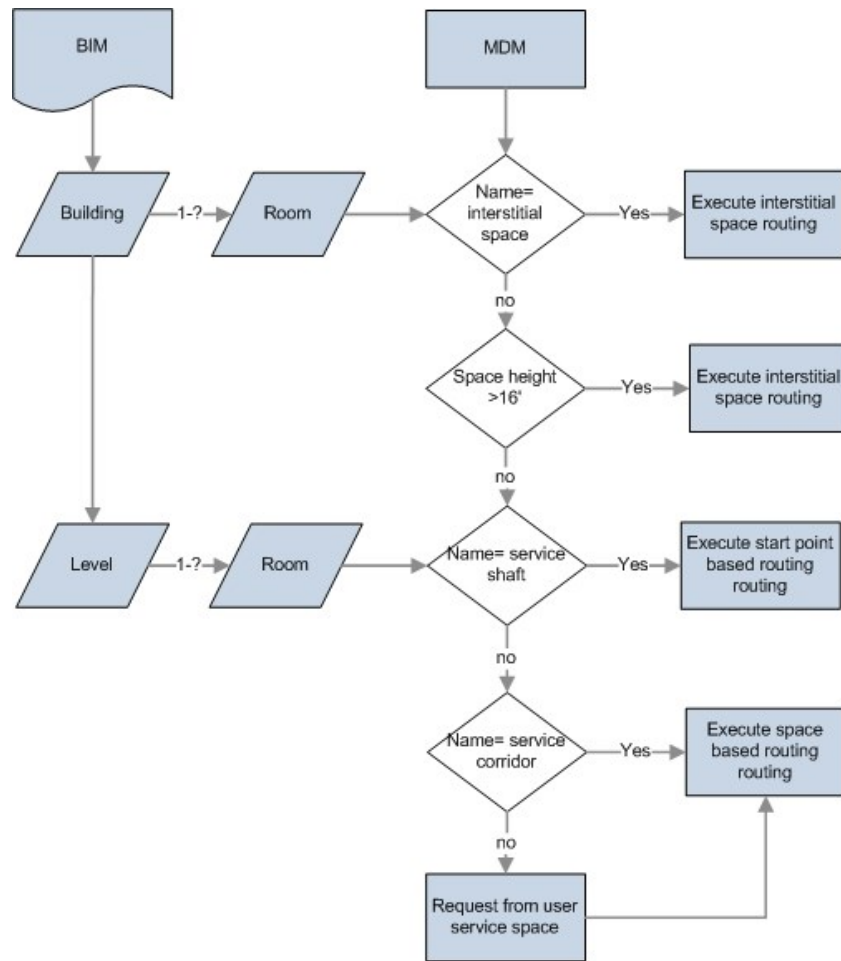 BIM
MDM
Building
1-?
Room
Name=
interstitial
space
Yes
Execute interstitial
space routing
no
Space height
>16'
Yes
Execute interstitial
space routing
no
Level
1-?
Room
Name= service
shaft
Yes
Execute start point
based routing
routing
no
Name= service
corridor
Yes
Execute space
based routing
routing
no
Request from user
service space